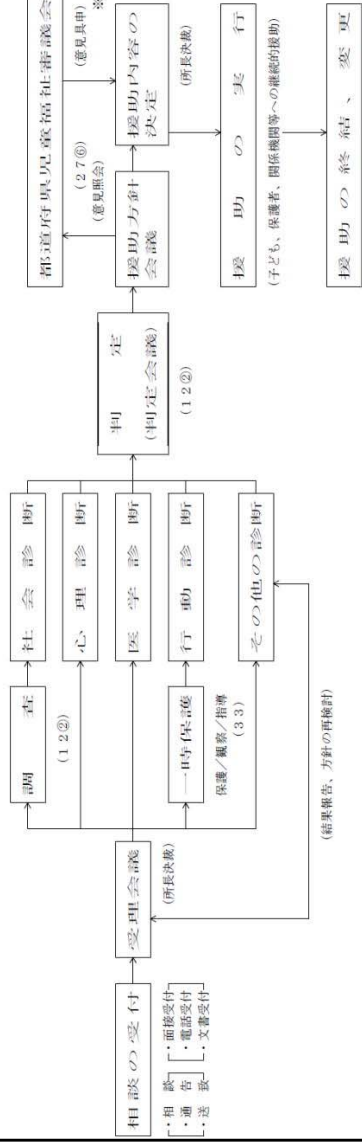 相談の受付
・相談
・通告
・送致
・面接受付
・電話受付
・文書受付
受理会議
(所長決裁)
調査
(12②)
社会診断
心理診断
医学診断
一時保護
保護/観察/指導
(33)
行動診断
その他の診断
(結果報告、方針の再検討)
判定
(判定会議)
(12②)
都道府県児童福祉審議会
(27⑥)
(意見照会)
(意見具申)
※
援助方針
会議
援助内容の
決定
(所長決裁)
援助の実行
(子ども、保護者、関係機関等への継続的援助)
援助の終結、変更